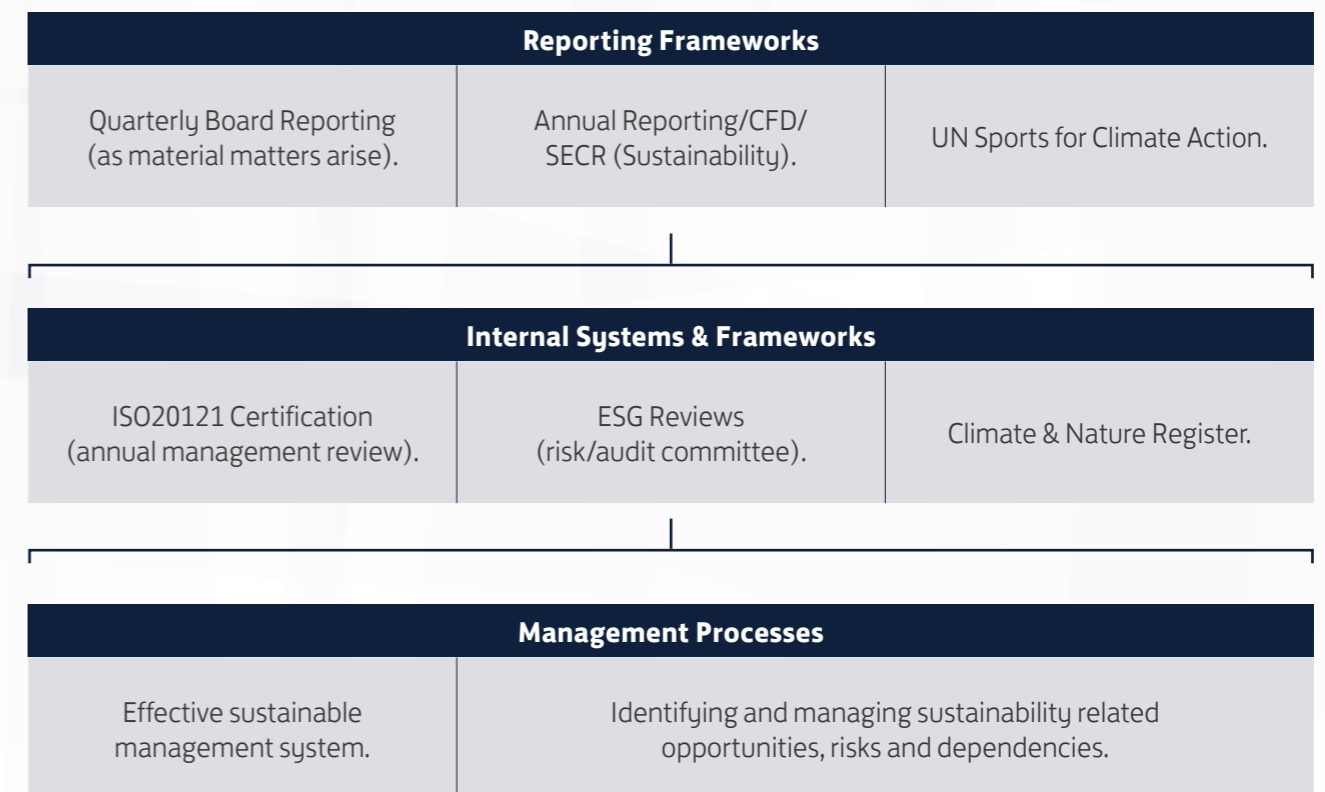 Reporting Frameworks
Quarterly Board Reporting
(as material matters arise).
Annual Reporting/CFD/
SECR (Sustainability).
UN Sports for Climate Action.
Internal Systems & Frameworks
ISO20121 Certification
(annual management review).
ESG Reviews
(risk/audit committee).
Climate & Nature Register.
Management Processes
Effective sustainable
management system.
Identifying and managing sustainability related
opportunities, risks and dependencies.